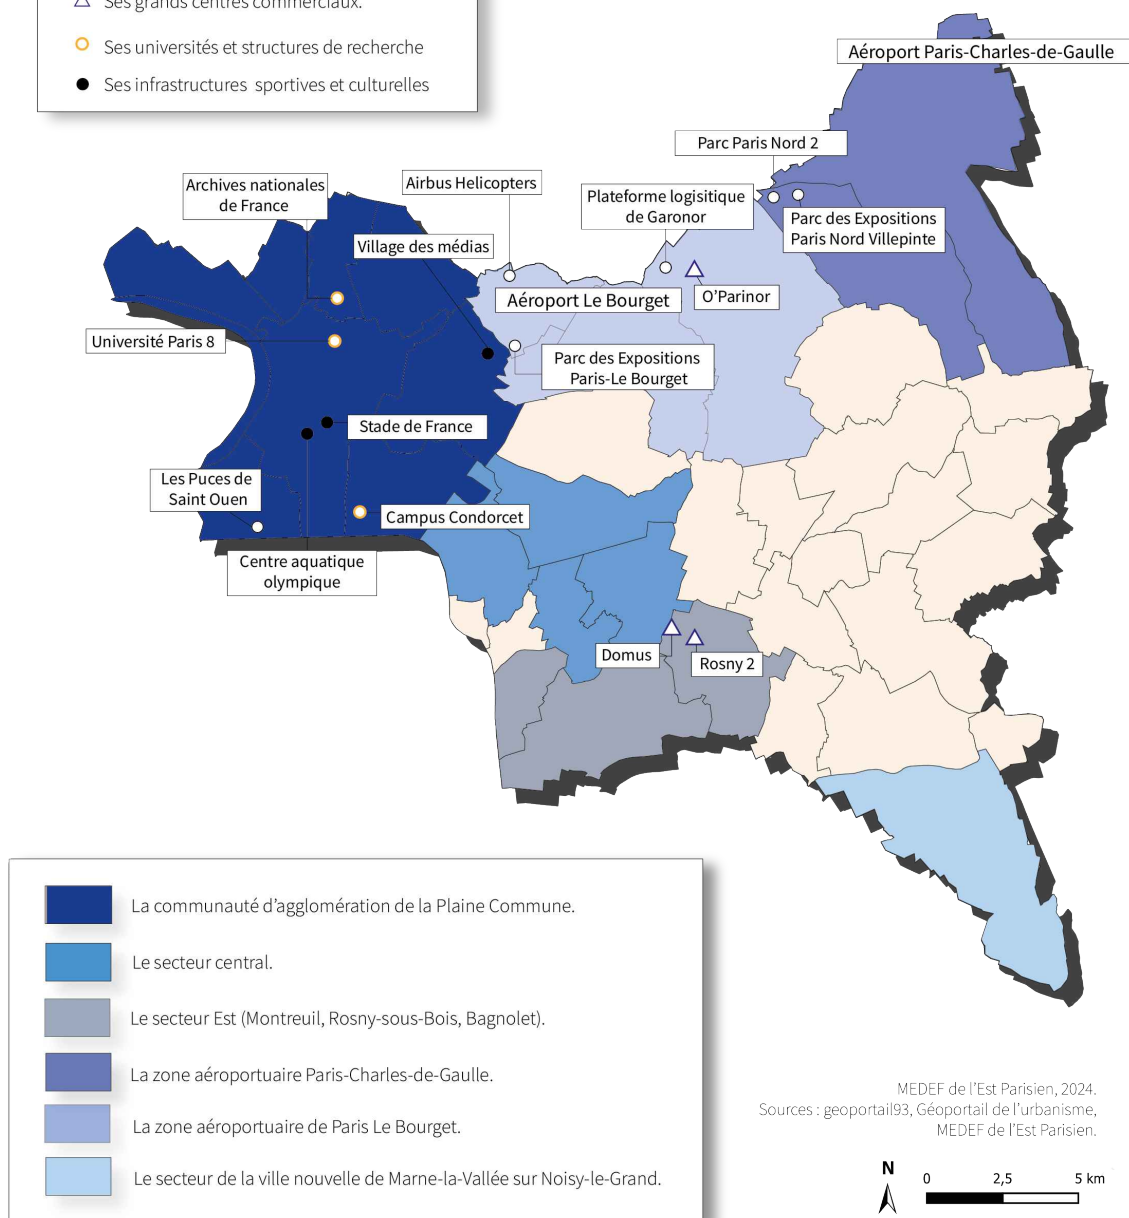 Ses grands centres commerciaux.
Ses universités et structures de recherche
Ses infrastructures sportives et culturelles
Aéroport Paris-Charles-de-Gaulle
Parc Paris Nord 2
Archives nationales
de France
Airbus Helicopters
Plateforme logisitique
de Garonor
Parc des Expositions
Paris Nord Villepinte
Village des médias
O'Parinor
Aéroport Le Bourget
Université Paris 8
Parc des Expositions
Paris-Le Bourget
Stade de France
Les Puces de
Saint Ouen
Campus Condorcet
Centre aquatique
olympique
Domus
Rosny 2
La communauté d'agglomération de la Plaine Commune.
Le secteur central.
Le secteur Est (Montreuil, Rosny-sous-Bois, Bagnolet).
La zone aéroportuaire Paris-Charles-de-Gaulle.
La zone aéroportuaire de Paris Le Bourget.
Le secteur de la ville nouvelle de Marne-la-Vallée sur Noisy-le-Grand.
MEDEF de l'Est Parisien, 2024.
Sources : geoportail93, Géoportail de l'urbanisme,
MEDEF de l'Est Parisien.
N
0 2,5 5 km